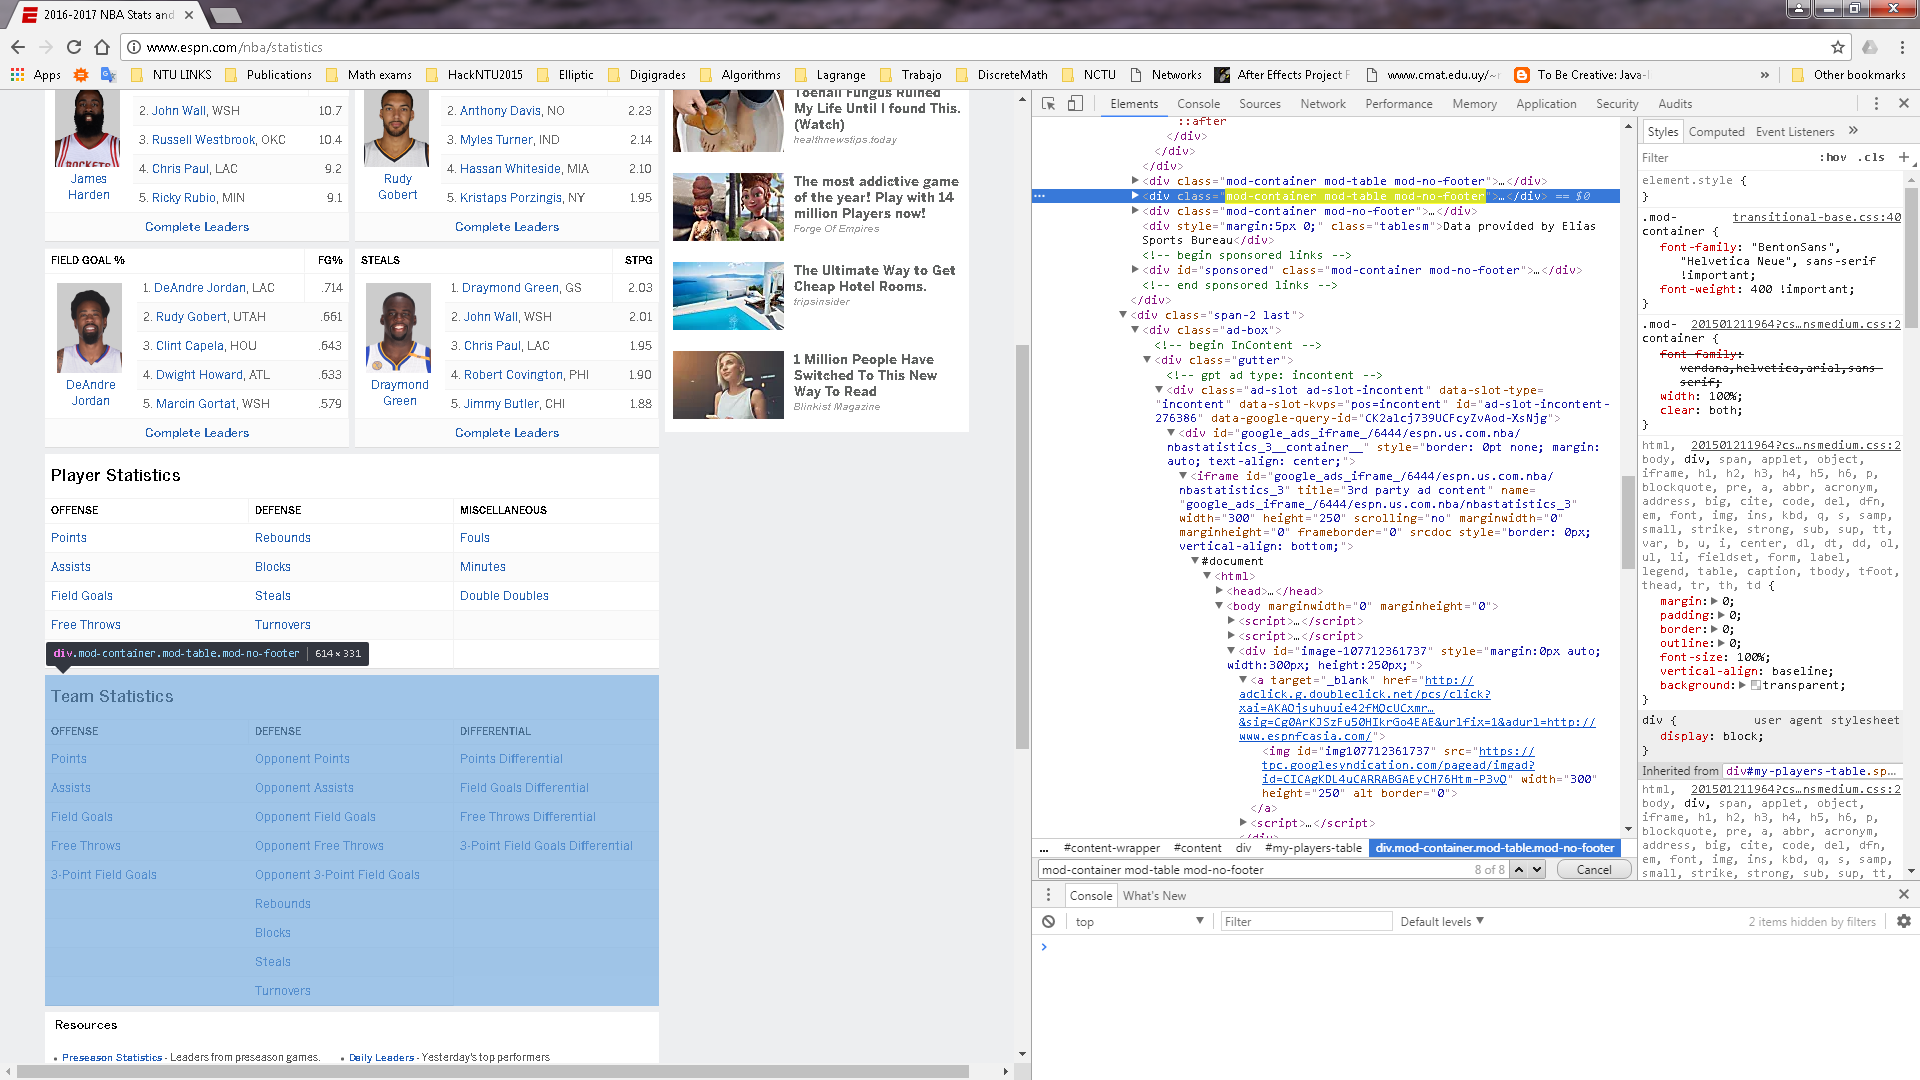 2016-2017 NBA Stats and
www.espn.com/nba/statistics
Apps
NTU LINKS
Publications
Math exams
HackNTU2015
Elliptic
Digigrades
Algorithms
Lagrange
Trabajo
DiscreteMath
NCTU
Networks
After Effects Project F
www.cmat.edu.uy/~
To Be Creative: Java-
»
Other bookmarks
James
Harden
2. John Wall, WSH 10.7
3. Russell Westbrook, OKC 10.4
4. Chris Paul, LAC 9.2
5. Ricky Rubio, MIN 9.1
Complete Leaders
Rudy
Gobert
2. Anthony Davis, NO 2.23
3. Myles Turner, IND 2.14
4. Hassan Whiteside, MIA 2.10
5. Kristaps Porzingis, NY 1.95
Complete Leaders
FIELD GOAL % FG%
DeAndre
Jordan
1. DeAndre Jordan, LAC .714
2. Rudy Gobert, UTAH .661
3. Clint Capela, HOU .643
4. Dwight Howard, ATL .633
5. Marcin Gortat, WSH .579
Complete Leaders
STEALS STPG
Draymond
Green
1. Draymond Green, GS 2.03
2. John Wall, WSH 2.01
3. Chris Paul, LAC 1.95
4. Robert Covington, PHI 1.90
5. Jimmy Butler, CHI 1.88
Complete Leaders
Player Statistics
OFFENSE DEFENSE MISCELLANEOUS
Points Rebounds Fouls
Assists Blocks Minutes
Field Goals Steals Double Doubles
Free Throws Turnovers
div.mod-container.mod-table.mod-no-footer | 614 × 331
Team Statistics
OFFENSE DEFENSE DIFFERENTIAL
Points Opponent Points Points Differential
Assists Opponent Assists Field Goals Differential
Field Goals Opponent Field Goals Free Throws Differential
Free Throws Opponent Free Throws 3-Point Field Goals Differential
3-Point Field Goals Opponent 3-Point Field Goals
Rebounds
Blocks
Steals
Turnovers
Resources
• Preseason Statistics - Leaders from preseason games.
• Daily Leaders - Yesterday's top performers
Toenail Fungus Ruined
My Life Until I found This.
(Watch)
healthnewstips.today
The most addictive game
of the year! Play with 14
million Players now!
Forge Of Empires
The Ultimate Way to Get
Cheap Hotel Rooms.
tripsinsider
1 Million People Have
Switched To This New
Way To Read
Blinkist Magazine
Elements Console Sources Network Performance Memory Application Security Audits
::after
</div>
</div>
</div>
<div class="mod-container mod-table mod-no-footer">…</div>
<div class="mod-container mod-table mod-no-footer">…</div> == $0
<div class="mod-container mod-no-footer">…</div>
<div style="margin:5px 0;" class="tablesm">Data provided by Elias
Sports Bureau</div>
<!-- begin sponsored links -->
<div id="sponsored" class="mod-container mod-no-footer">…</div>
<!-- end sponsored links -->
</div>
<div class="span-2 last">
<div class="ad-box">
<!-- begin InContent -->
<div class="gutter">
<!-- gpt ad type: incontent -->
<div class="ad-slot ad-slot-incontent" data-slot-type=
"incontent" data-slot-kvps="pos=incontent" id="ad-slot-incontent-
276386" data-google-query-id="CK2alcj739UCFcyZvAod-XsNjg">
<div id="google_ads_iframe_/6444/espn.us.com.nba/
nbastatistics_3__container__" style="border: 0pt none; margin:
auto; text-align: center;">
<iframe id="google_ads_iframe_/6444/espn.us.com.nba/
nbastatistics_3" title="3rd party ad content" name=
"google_ads_iframe_/6444/espn.us.com.nba/nbastatistics_3"
width="300" height="250" scrolling="no" marginwidth="0"
marginheight="0" frameborder="0" srcdoc style="border: 0px;
vertical-align: bottom;">
#document
<html>
<head>…</head>
<body marginwidth="0" marginheight="0">
<script>…</script>
<script>…</script>
<div id="image-107712361737" style="margin:0px auto;
width:300px; height:250px;">
<a target="_blank" href="http://
adclick.g.doubleclick.net/pcs/click?
xai=AKAOjsuhuuie42fMQcUCxmr…
&sig=Cg0ArKJSzFu50HIkrGo4EAE&urlfix=1&adurl=http://
www.espnfcasia.com/">
<img id="img107712361737" src="https://
tpc.googlesyndication.com/pagead/imgad?
id=CICAgKDL4uCARRABGAEyCH76Htm-P3vQ" width="300"
height="250" alt border="0">
</a>
<script>…</script>
</div>
... #content-wrapper #content div #my-players-table div.mod-container.mod-table.mod-no-footer
mod-container mod-table mod-no-footer 8 of 8 Cancel
Styles Computed Event Listeners »
Filter :hov .cls +
element.style {
}
.mod- transitional-base.css:40
container {
font-family: "BentonSans",
"Helvetica Neue", sans-serif
!important;
font-weight: 400 !important;
}
.mod- 201501211964?cs…nsmedium.css:2
container {
font-family:
verdana,helvetica,arial,sans-
serif;
width: 100%;
clear: both;
}
html, 201501211964?cs…nsmedium.css:2
body, div, span, applet, object,
iframe, h1, h2, h3, h4, h5, h6, p,
blockquote, pre, a, abbr, acronym,
address, big, cite, code, del, dfn,
em, font, img, ins, kbd, q, s, samp,
small, strike, strong, sub, sup, tt,
var, b, u, i, center, dl, dt, dd, ol,
ul, li, fieldset, form, label,
legend, table, caption, tbody, tfoot,
thead, tr, th, td {
margin: 0;
padding: 0;
border: 0;
outline: 0;
font-size: 100%;
vertical-align: baseline;
background: transparent;
}
div { user agent stylesheet
display: block;
}
Inherited from div#my-players-table.sp…
html, 201501211964?cs…nsmedium.css:2
body, div, span, applet, object,
iframe, h1, h2, h3, h4, h5, h6, p,
blockquote, pre, a, abbr, acronym,
address, big, cite, code, del, dfn,
em, font, img, ins, kbd, q, s, samp,
small, strike, strong, sub, sup, tt,
Console What's New
top Filter Default levels 2 items hidden by filters